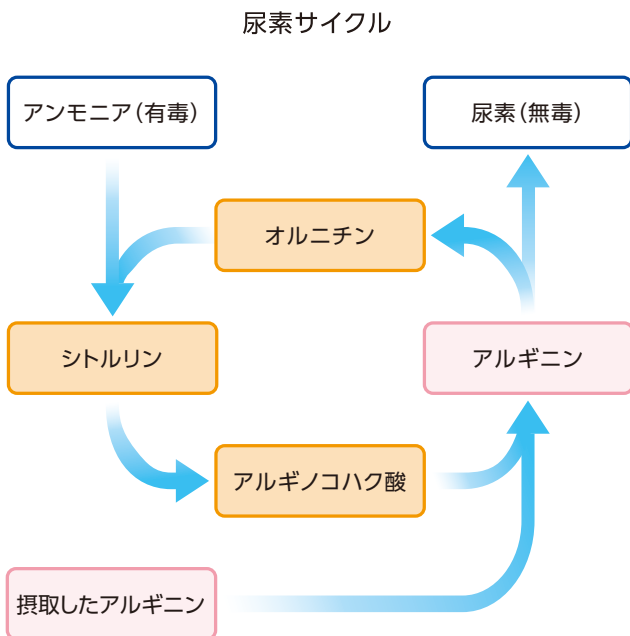 尿素サイクル
アンモニア（有毒）
尿素（無毒）
オルニチン
シトルリン
アルギニン
アルギノコハク酸
摂取したアルギニン